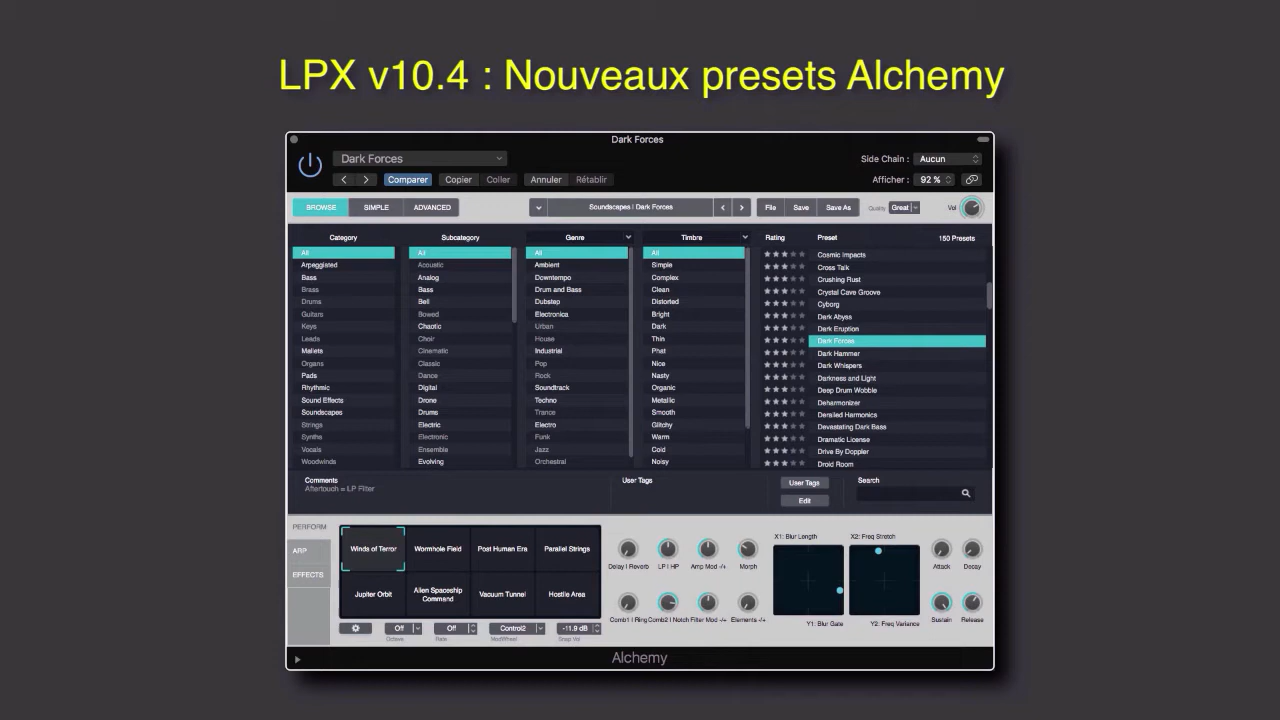 LPX v10.4 : Nouveaux presets Alchemy
Dark Forces
Dark Forces
Side Chain : Aucun
Comparer Copier Coller Annuler Rétablir
Afficher : 92 %
BROWSE SIMPLE ADVANCED
Soundscapes | Dark Forces
File Save Save As
Quality Great
Vol
Category
All
Arpeggiated
Bass
Brass
Drums
Guitars
Keys
Leads
Mallets
Organs
Pads
Rhythmic
Sound Effects
Soundscapes
Strings
Synths
Vocals
Woodwinds
Subcategory
All
Acoustic
Analog
Bass
Bell
Bowed
Chaotic
Choir
Cinematic
Classic
Dance
Digital
Drone
Drums
Electric
Electronic
Ensemble
Evolving
Genre
All
Ambient
Downtempo
Drum and Bass
Dubstep
Electronica
Urban
House
Industrial
Pop
Rock
Soundtrack
Techno
Trance
Electro
Funk
Jazz
Orchestral
Timbre
All
Simple
Complex
Clean
Distorted
Bright
Dark
Thin
Phat
Nice
Nasty
Organic
Metallic
Smooth
Glitchy
Warm
Cold
Noisy
Rating Preset 150 Presets
Cosmic Impacts
Cross Talk
Crushing Rust
Crystal Cave Groove
Cyborg
Dark Abyss
Dark Eruption
Dark Forces
Dark Hammer
Dark Whispers
Darkness and Light
Deep Drum Wobble
Deharmonizer
Derailed Harmonics
Devastating Dark Bass
Dramatic License
Drive By Doppler
Droid Room
Comments
Aftertouch = LP Filter
User Tags
User Tags
Edit
Search
PERFORM
ARP
EFFECTS
Winds of Terror Wormhole Field Post Human Era Parallel Strings
Jupiter Orbit Alien Spaceship Command Vacuum Tunnel Hostile Area
Off Off Control2 -11.9 dB
Octave Rate ModWheel Snap Vol
Delay | Reverb LP | HP Amp Mod -/+ Morph
Comb1 | Ring Comb2 | Notch Filter Mod -/+ Elements -/+
X1: Blur Length X2: Freq Stretch
Y1: Blur Gate Y2: Freq Variance
Attack Decay
Sustain Release
Alchemy